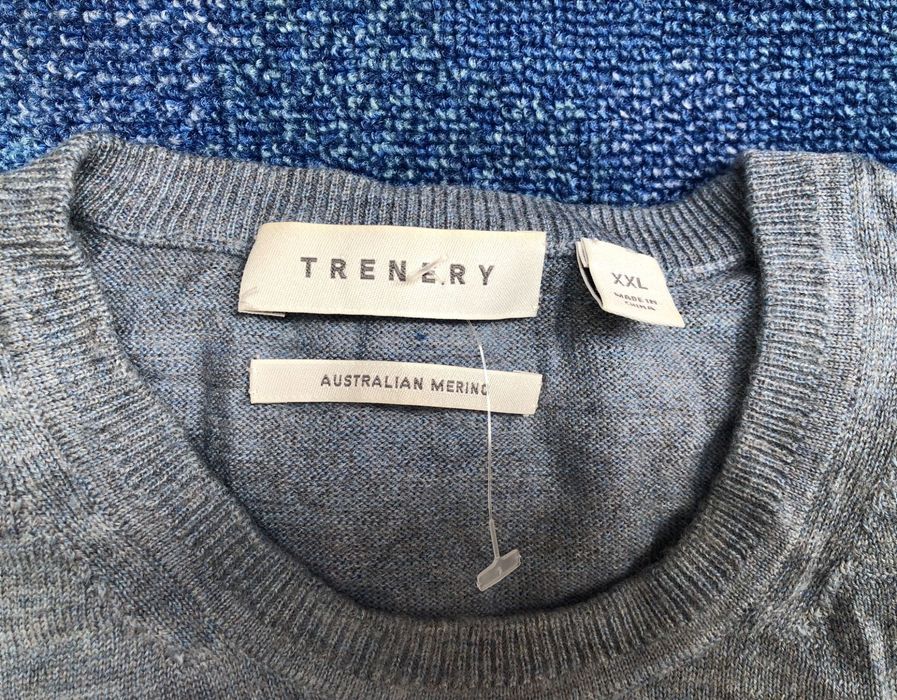 TRENERY
XXL
MADE IN
CHINA
AUSTRALIAN MERINO